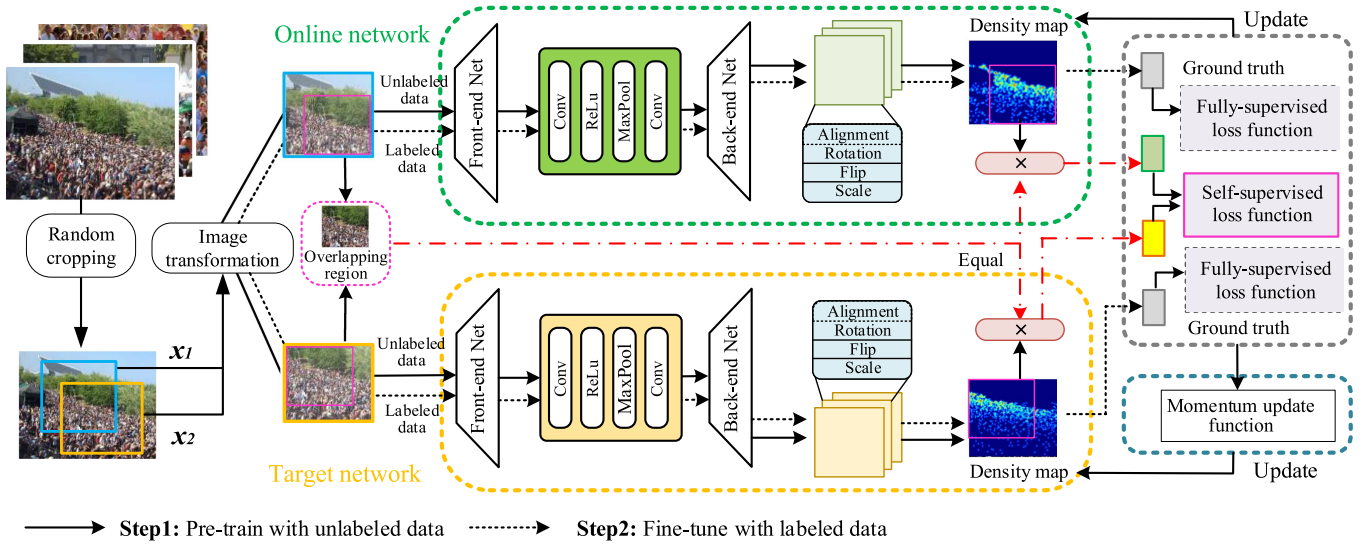 Online network
Unlabeled
data
Labeled
data
Front-end Net
Conv
ReLu
MaxPool
Conv
Back-end Net
Alignment
Rotation
Flip
Scale
Density map
×
Update
Ground truth
Fully-supervised
loss function
Self-supervised
loss function
Fully-supervised
loss function
Ground truth
Random
cropping
Image
transformation
Overlapping
region
Equal
x1
x2
Unlabeled
data
Labeled
data
Front-end Net
Conv
ReLu
MaxPool
Conv
Back-end Net
Alignment
Rotation
Flip
Scale
×
Density map
Momentum update
function
Update
Target network
Step1: Pre-train with unlabeled data
Step2: Fine-tune with labeled data